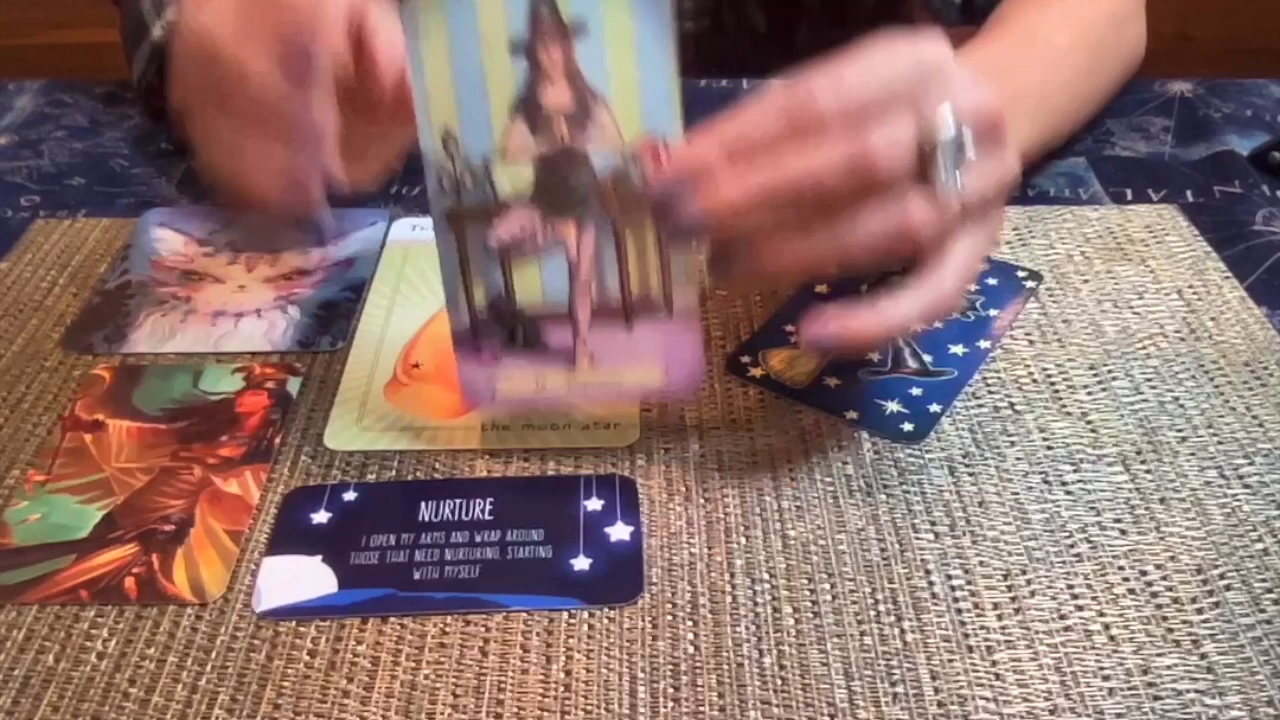 the moon star
NURTURE
I OPEN MY ARMS AND WRAP AROUND
THOSE THAT NEED NURTURING, STARTING
WITH MYSELF